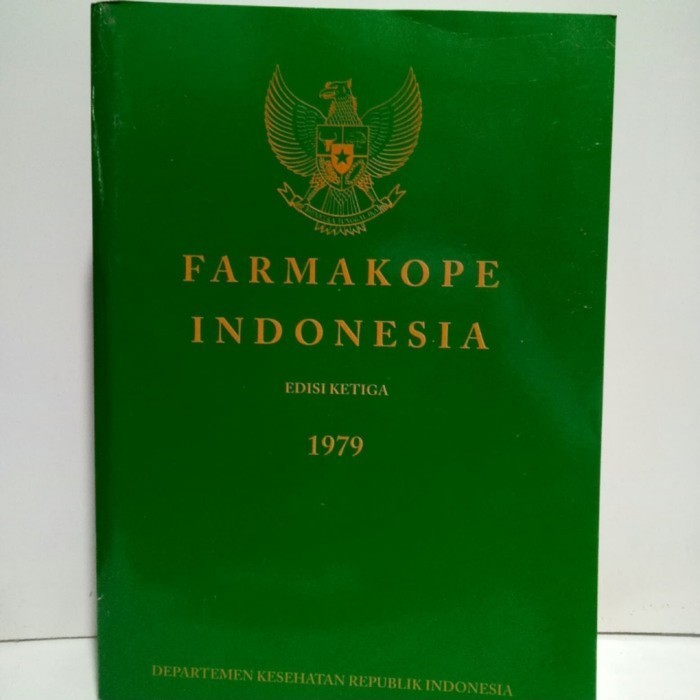 FARMAKOPE
INDONESIA
EDISI KETIGA
1979
DEPARTEMEN KESEHATAN REPUBLIK INDONESIA